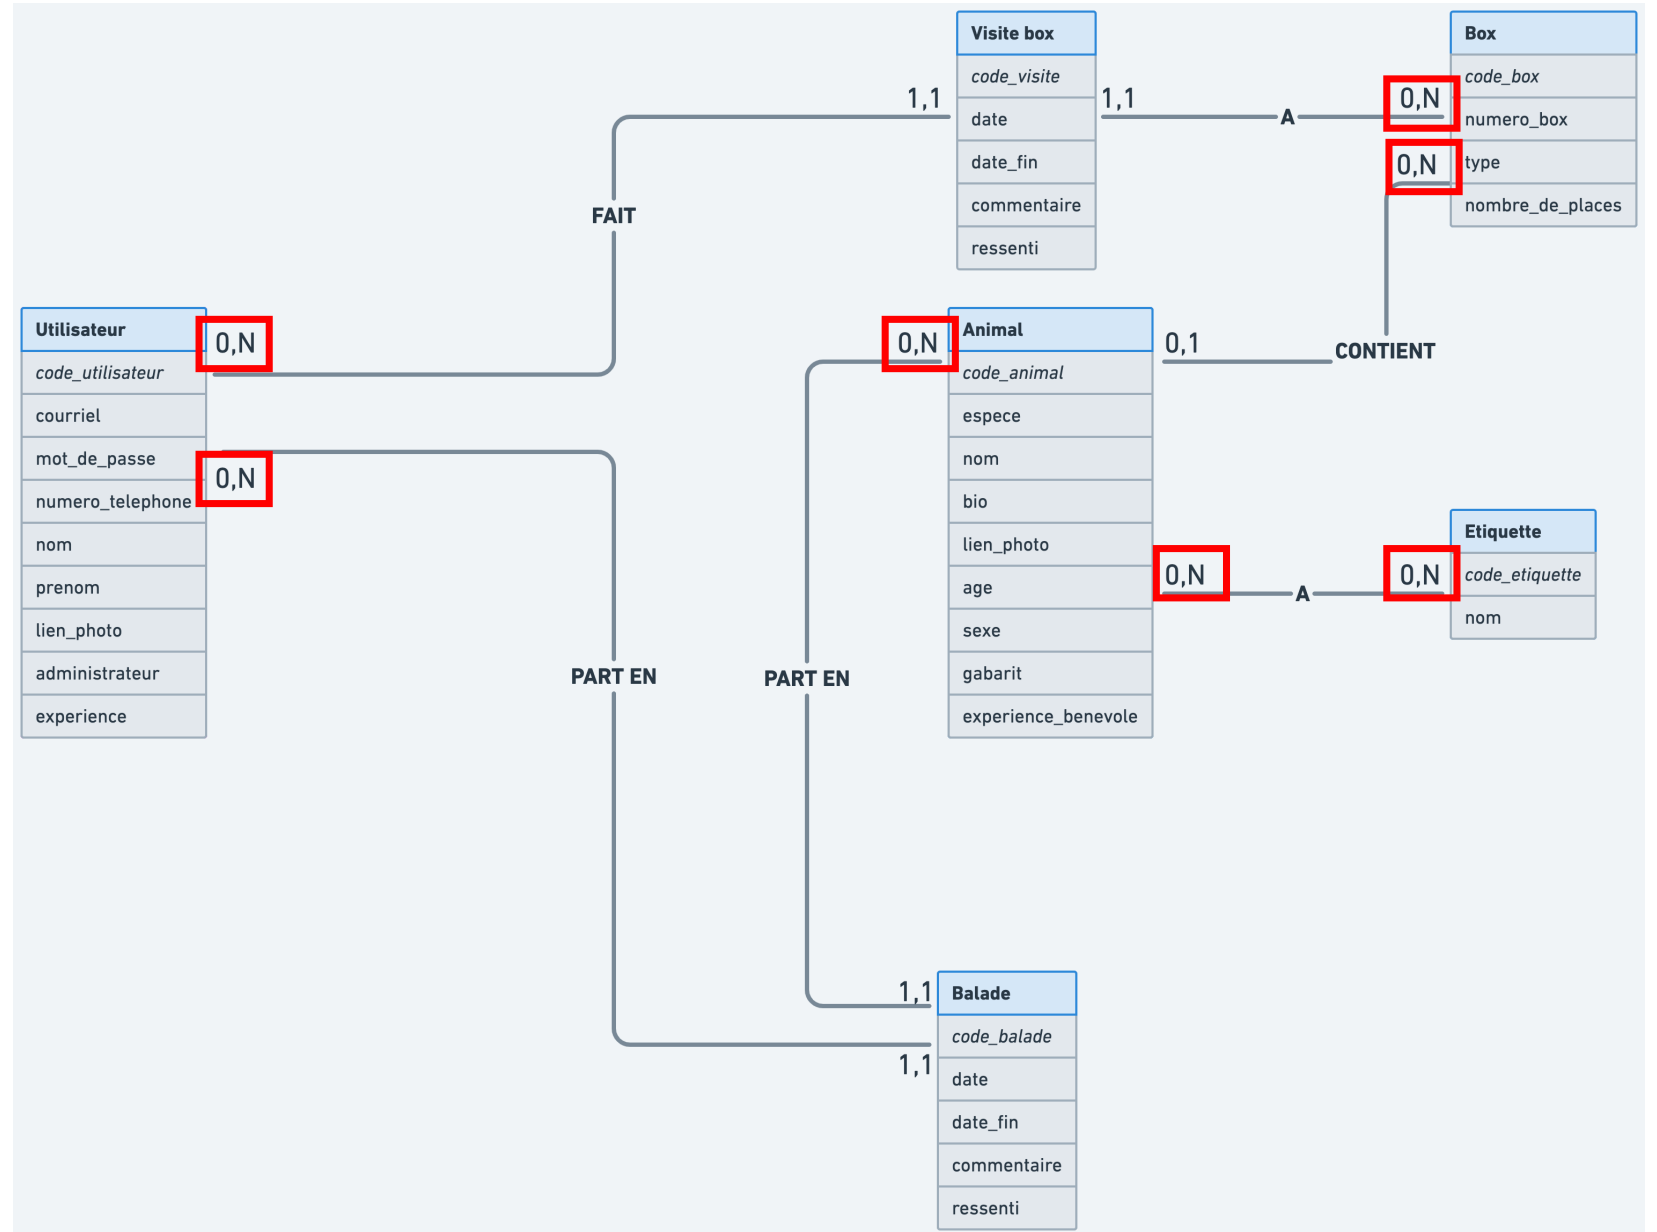 Visite box
code_visite
date
date_fin
commentaire
ressenti
Box
code_box
numero_box
type
nombre_de_places
1,1
1,1
A
0,N
0,N
FAIT
CONTIENT
Utilisateur
code_utilisateur
courriel
mot_de_passe
numero_telephone
nom
prenom
lien_photo
administrateur
experience
0,N
0,N
0,N
Animal
code_animal
espece
nom
bio
lien_photo
age
sexe
gabarit
experience_benevole
0,1
0,N
A
0,N
Etiquette
code_etiquette
nom
PART EN
PART EN
1,1
1,1
Balade
code_balade
date
date_fin
commentaire
ressenti